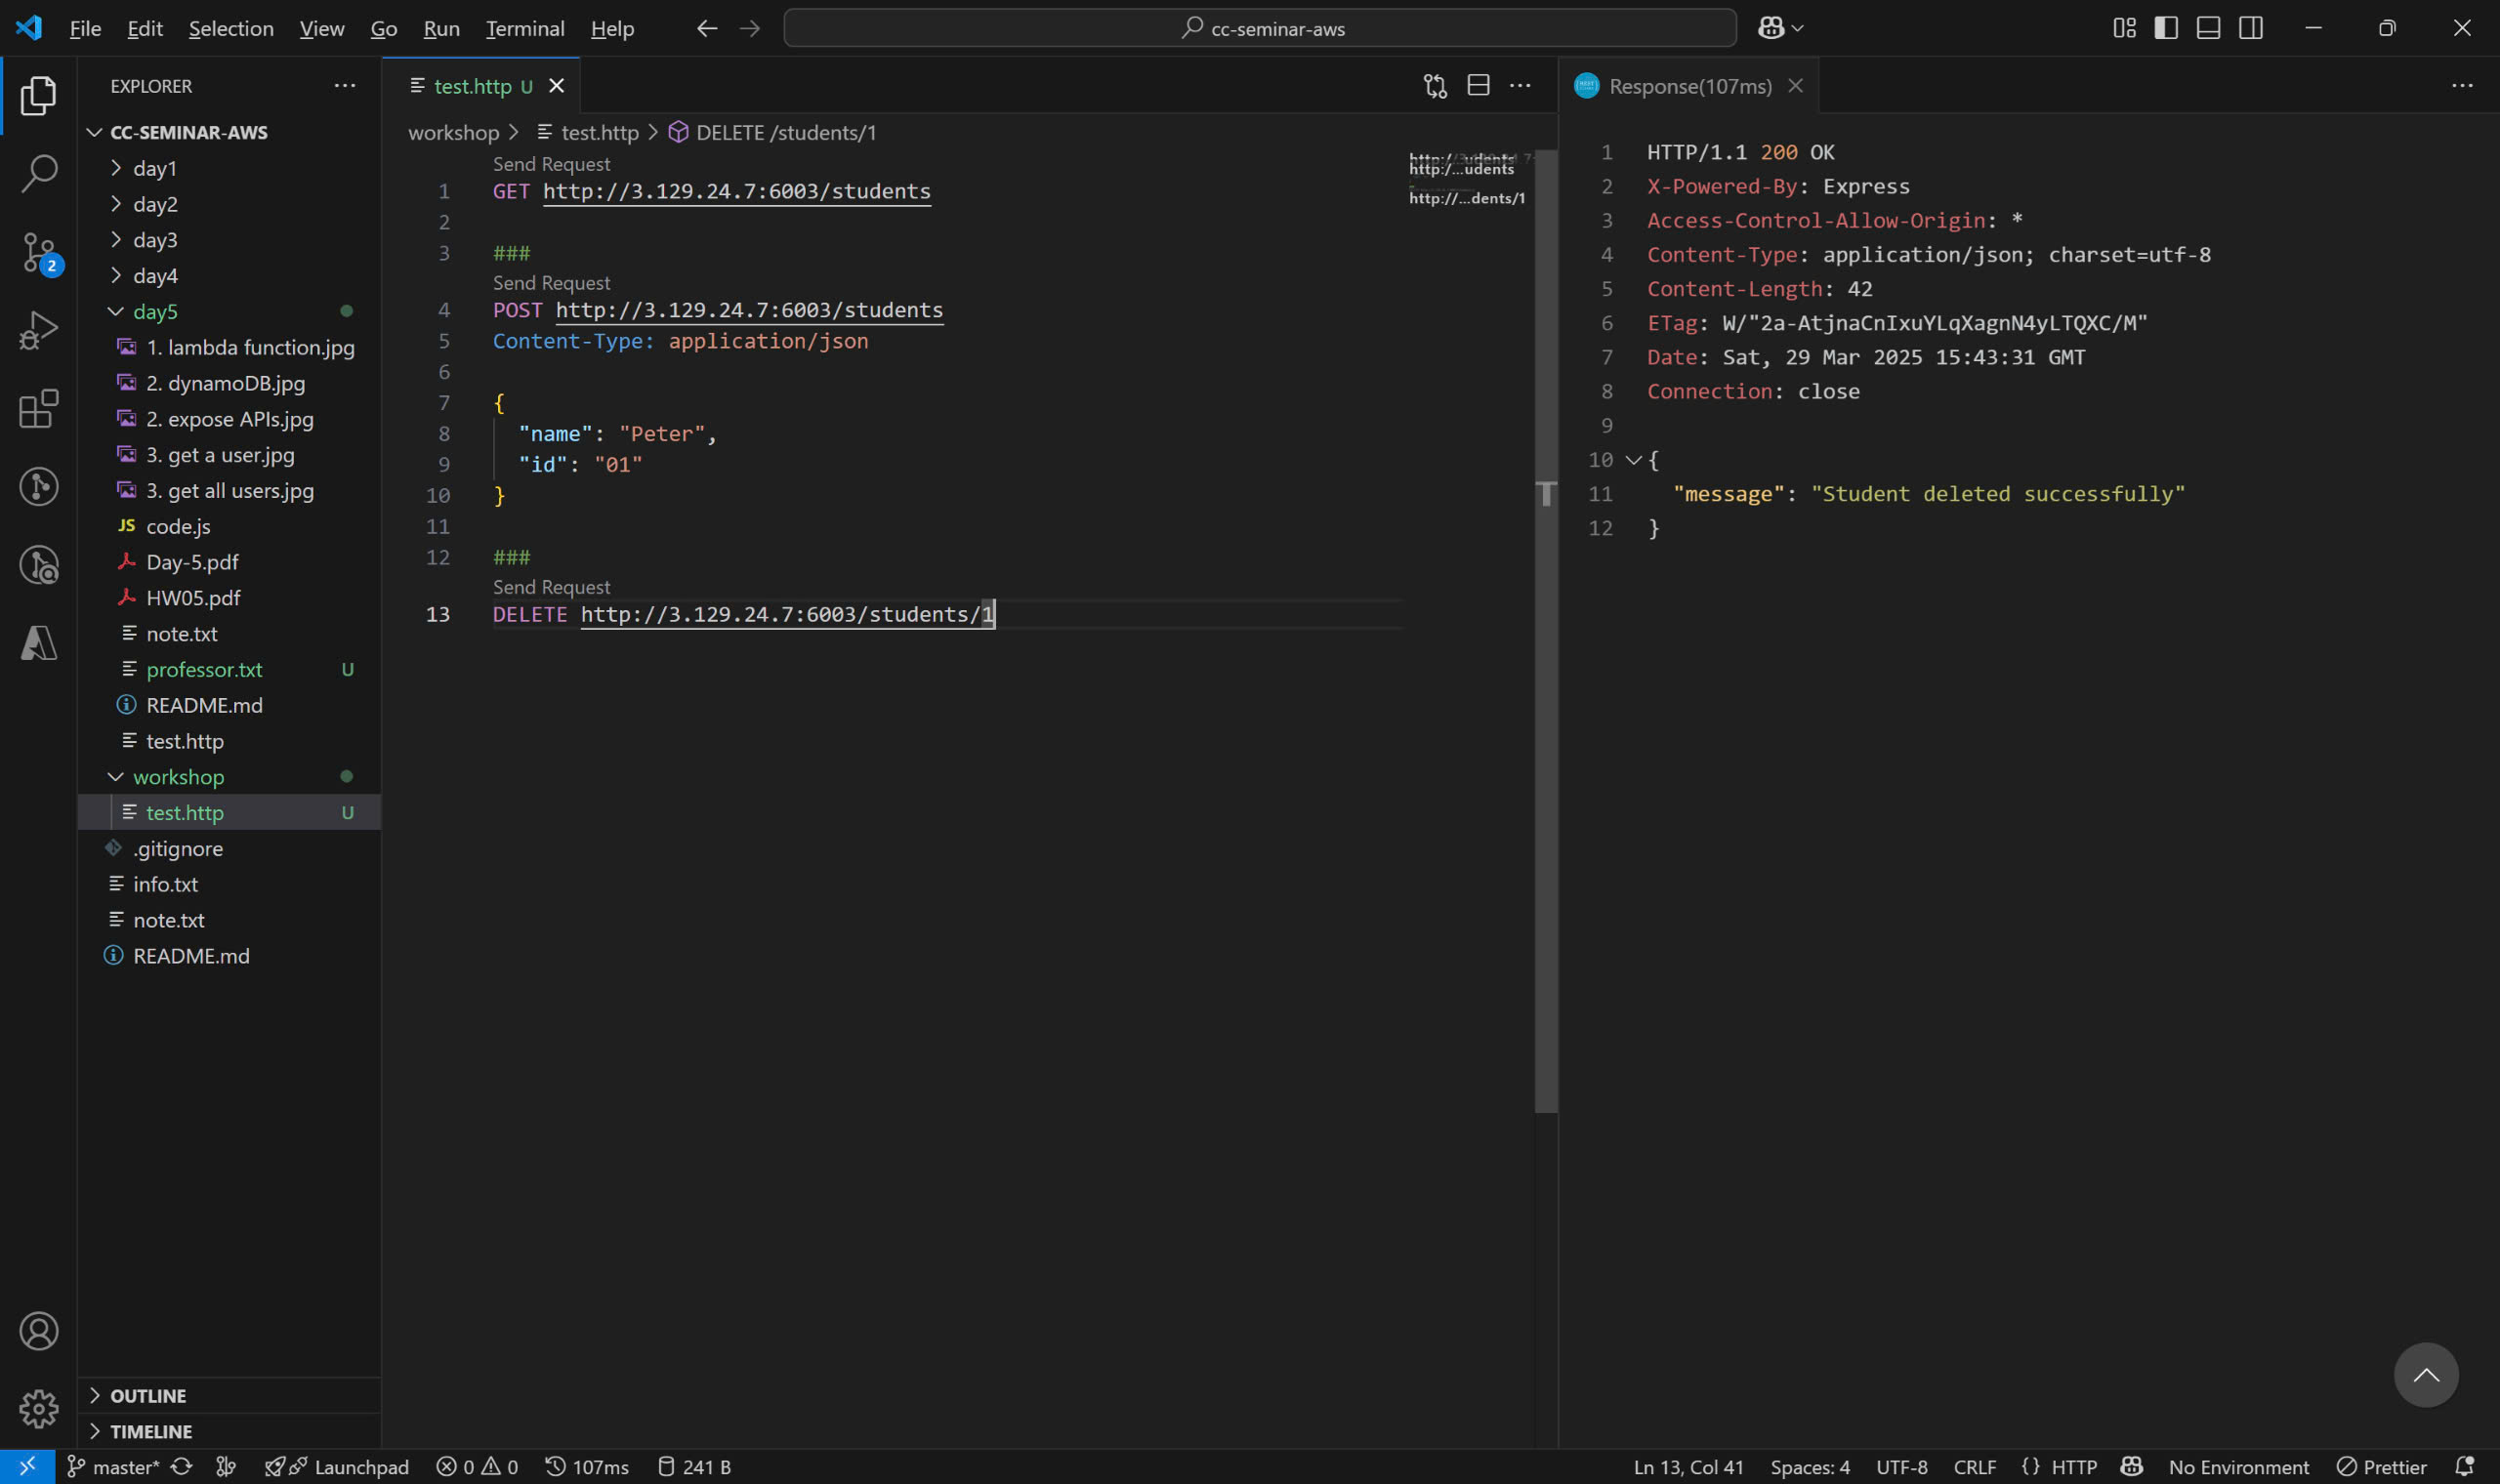 File Edit Selection View Go Run Terminal Help
cc-seminar-aws
EXPLORER
CC-SEMINAR-AWS
day1
day2
day3
day4
day5
1. lambda function.jpg
2. dynamoDB.jpg
2. expose APIs.jpg
3. get a user.jpg
3. get all users.jpg
JS code.js
Day-5.pdf
HW05.pdf
note.txt
professor.txt U
README.md
test.http
workshop
test.http U
.gitignore
info.txt
note.txt
README.md
OUTLINE
TIMELINE
2
test.http U
workshop > test.http > DELETE /students/1
Send Request
1 GET http://3.129.24.7:6003/students
2
3 ###
Send Request
4 POST http://3.129.24.7:6003/students
5 Content-Type: application/json
6
7 {
8 "name": "Peter",
9 "id": "01"
10 }
11
12 ###
Send Request
13 DELETE http://3.129.24.7:6003/students/1
http:/
http:/...udents
http://...dents/1
Response(107ms)
1 HTTP/1.1 200 OK
2 X-Powered-By: Express
3 Access-Control-Allow-Origin: *
4 Content-Type: application/json; charset=utf-8
5 Content-Length: 42
6 ETag: W/"2a-AtjnaCnIxuYLqXagnN4yLTQXC/M"
7 Date: Sat, 29 Mar 2025 15:43:31 GMT
8 Connection: close
9
10 {
11 "message": "Student deleted successfully"
12 }
master* Launchpad 0 0 107ms 241 B
Ln 13, Col 41 Spaces: 4 UTF-8 CRLF {} HTTP No Environment Prettier